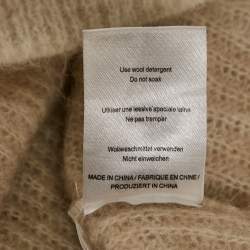 Use wool detergent
Do not soak
Utiliser une lessive spéciale laine
Ne pas tremper
Wollwaschmittel verwenden
Nicht einweichen
MADE IN CHINA / FABRIQUE EN CHINE /
PRODUZIERT IN CHINA